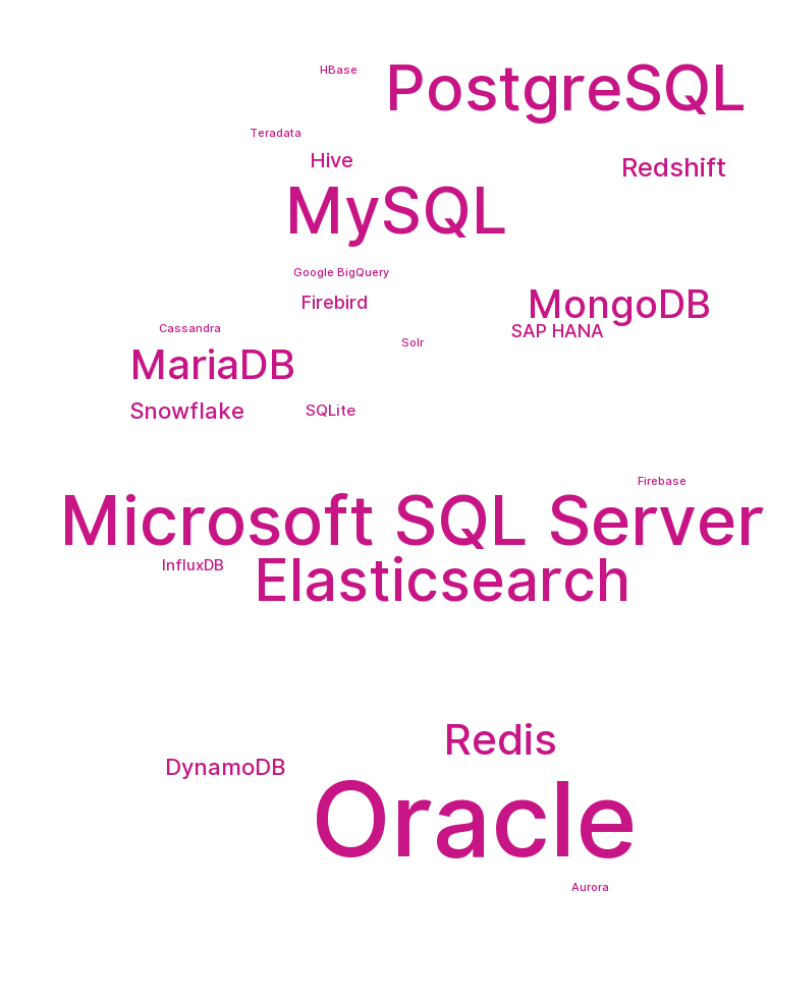 HBase
PostgreSQL
Teradata
Hive
Redshift
MySQL
Google BigQuery
Firebird
MongoDB
Cassandra
SAP HANA
Solr
MariaDB
Snowflake
SQLite
Firebase
Microsoft SQL Server
InfluxDB
Elasticsearch
Redis
DynamoDB
Oracle
Aurora